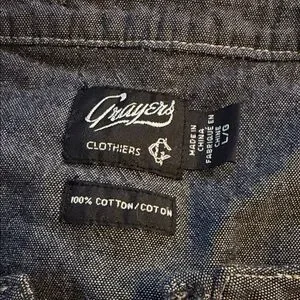 Grayers
CLOTHIERS
MADE IN
CHINA
FABRIQUÉ EN
CHINE
L/G
100% COTTON/COTON